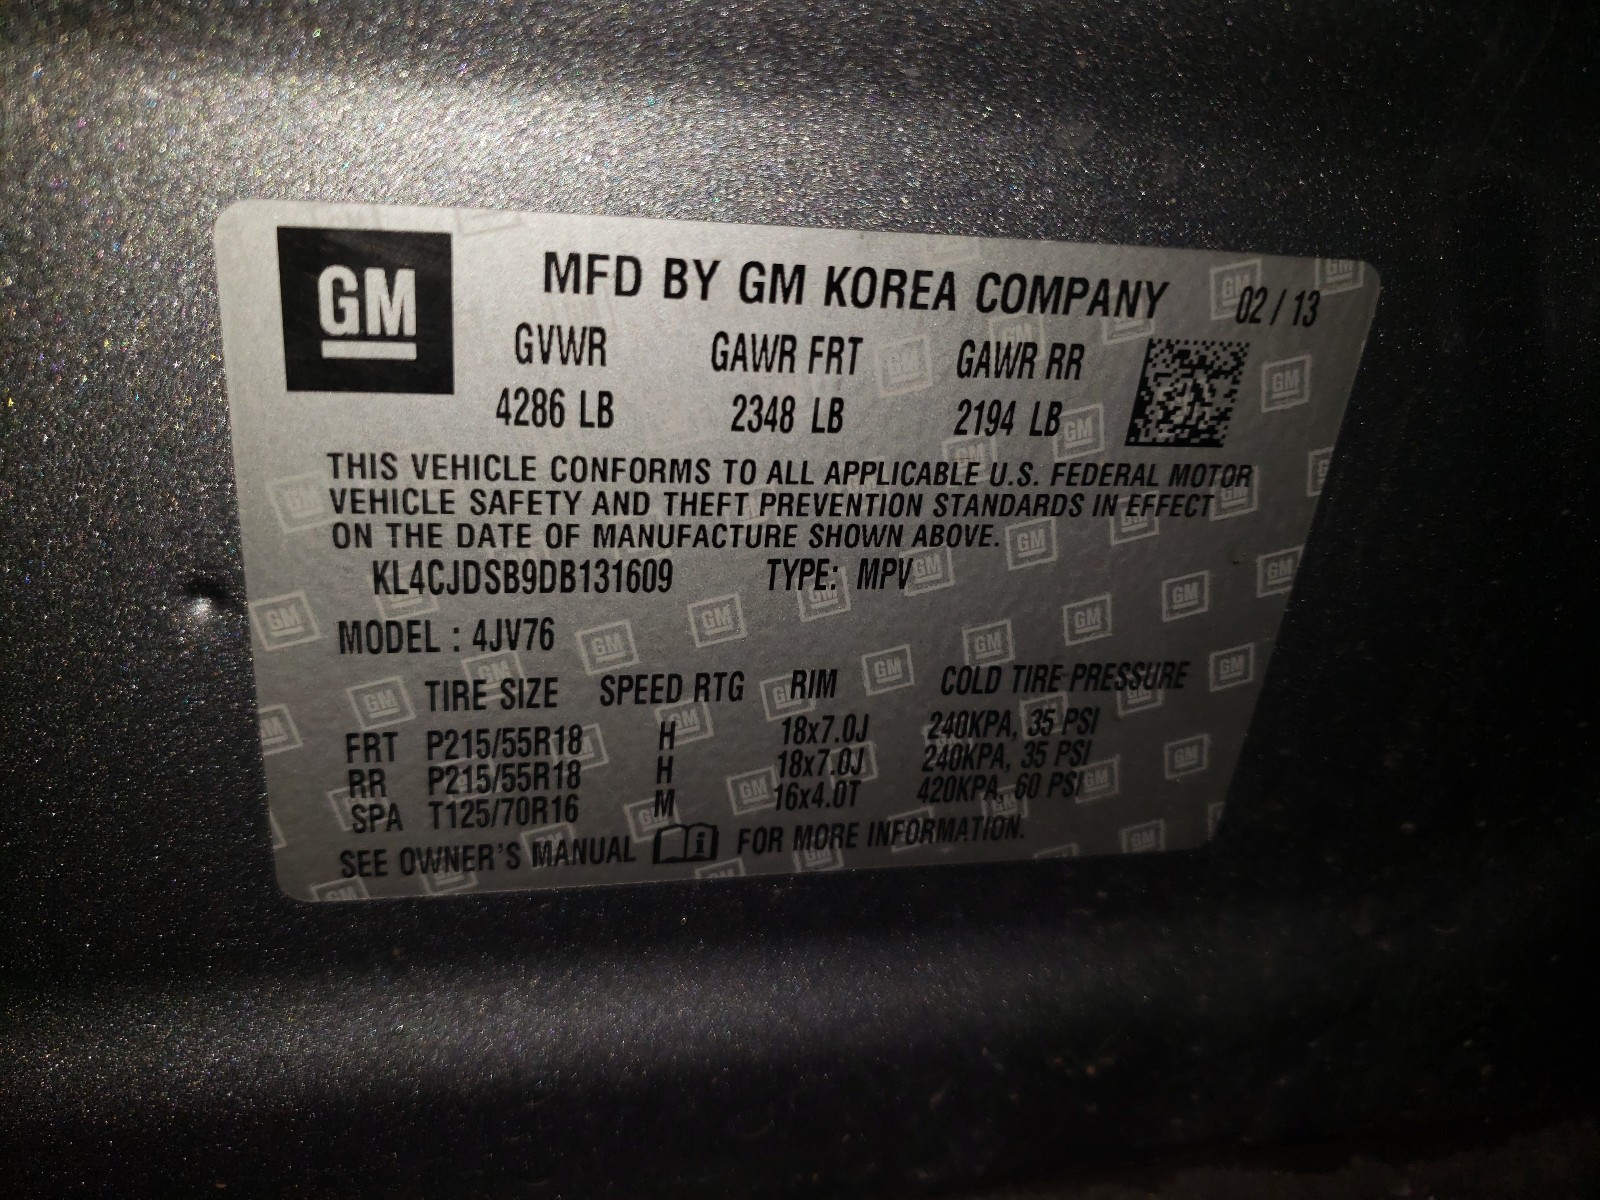 GM
MFD BY GM KOREA COMPANY 02 / 13
GVWR GAWR FRT GAWR RR
4286 LB 2348 LB 2194 LB
THIS VEHICLE CONFORMS TO ALL APPLICABLE U.S. FEDERAL MOTOR
VEHICLE SAFETY AND THEFT PREVENTION STANDARDS IN EFFECT
ON THE DATE OF MANUFACTURE SHOWN ABOVE.
KL4CJDSB9DB131609 TYPE: MPV
MODEL : 4JV76
TIRE SIZE SPEED RTG RIM COLD TIRE PRESSURE
FRT P215/55R18 H 18x7.0J 240KPA, 35 PSI
RR P215/55R18 H 18x7.0J 240KPA, 35 PSI
SPA T125/70R16 M 16x4.0T 420KPA, 60 PSI
SEE OWNER'S MANUAL FOR MORE INFORMATION.